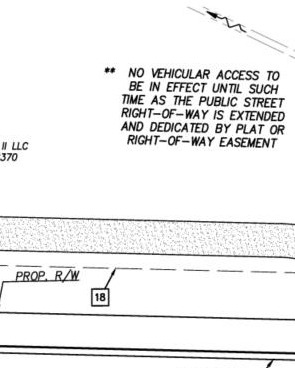 ** NO VEHICULAR ACCESS TO
BE IN EFFECT UNTIL SUCH
TIME AS THE PUBLIC STREET
RIGHT-OF-WAY IS EXTENDED
AND DEDICATED BY PLAT OR
RIGHT-OF-WAY EASEMENT
II LLC
370
PROP. R/W
18